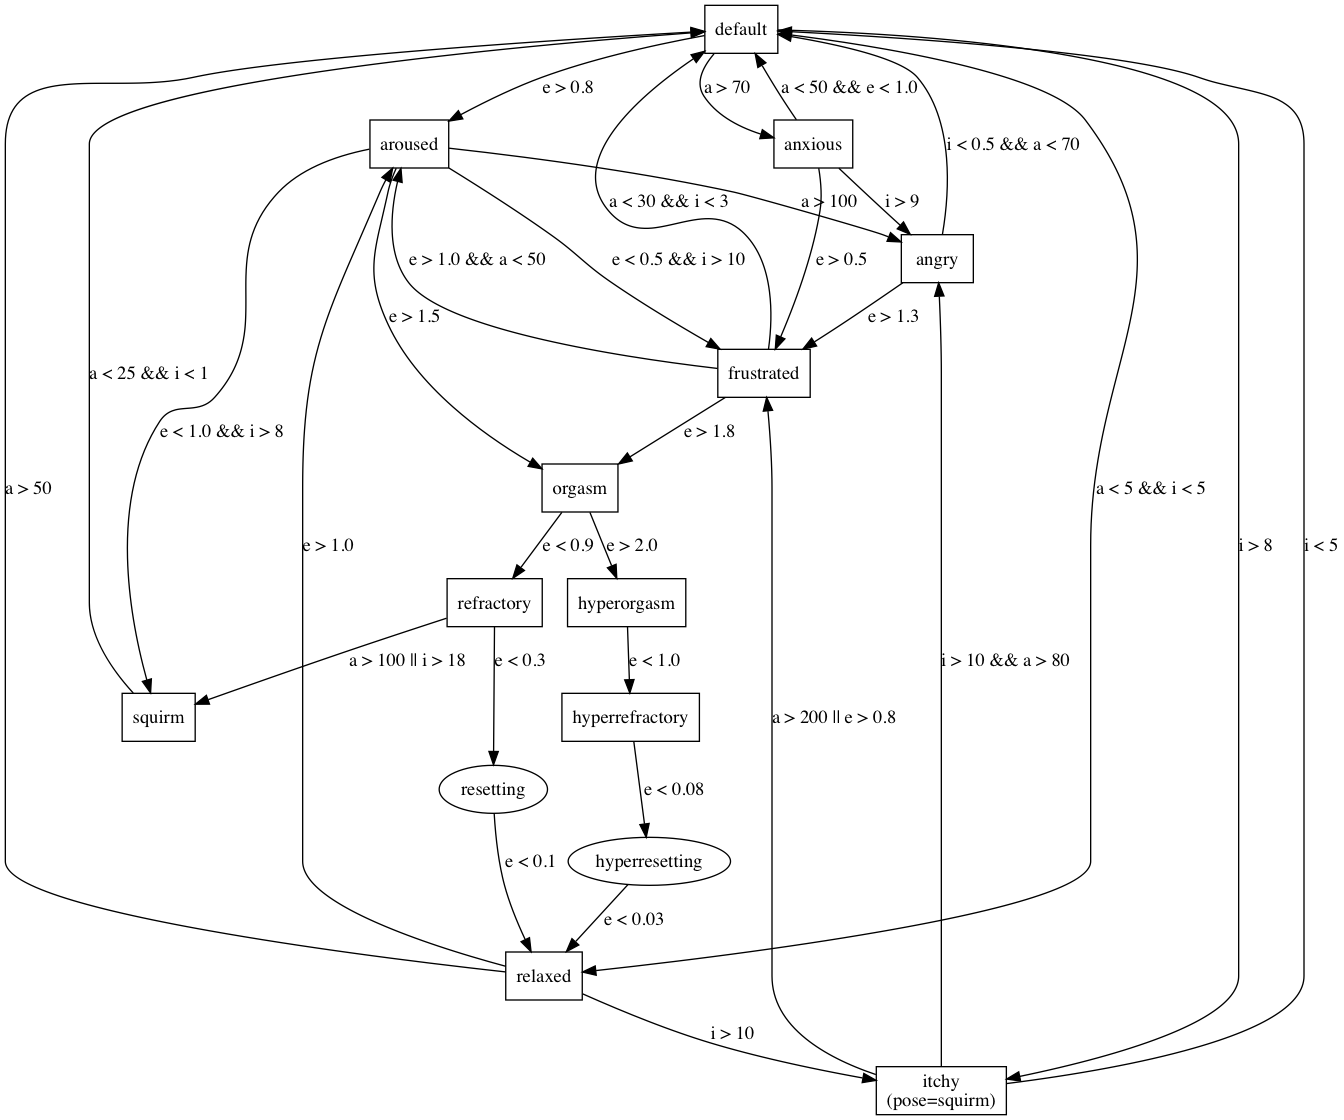 default
e > 0.8
a > 70
a < 50 && e < 1.0
aroused
anxious
i < 0.5 && a < 70
a < 30 && i < 3
a > 100
i > 9
e > 1.0 && a < 50
e < 0.5 && i > 10
e > 0.5
angry
e > 1.5
e > 1.3
a < 25 && i < 1
frustrated
e < 1.0 && i > 8
e > 1.8
a > 50
orgasm
a < 5 && i < 5
e > 1.0
e < 0.9
e > 2.0
i > 8
i < 5
refractory
hyperorgasm
a > 100 || i > 18
e < 0.3
e < 1.0
i > 10 && a > 80
squirm
hyperrefractory
a > 200 || e > 0.8
resetting
e < 0.08
e < 0.1
hyperresetting
e < 0.03
relaxed
i > 10
itchy
(pose=squirm)